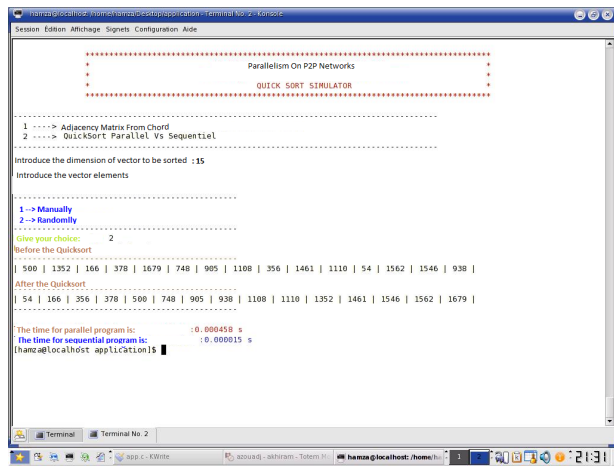 hamza@localhost: /home/hamza/Desktop/application - Terminal No. 2 - Konsole
Session Edition Affichage Signets Configuration Aide
*****************************************************************************
* Parallelism On P2P Networks *
* *
* QUICK SORT SIMULATOR *
*****************************************************************************
1 ----> Adjacency Matrix From Chord
2 ----> QuickSort Parallel Vs Sequentiel
Introduce the dimension of vector to be sorted :15
Introduce the vector elements
1 --> Manually
2 --> Randomlly
Give your choice: 2
Before the Quicksort
| 500 | 1352 | 166 | 378 | 1679 | 748 | 905 | 1108 | 356 | 1461 | 1110 | 54 | 1562 | 1546 | 938 |
After the Quicksort
| 54 | 166 | 356 | 378 | 500 | 748 | 905 | 938 | 1108 | 1110 | 1352 | 1461 | 1546 | 1562 | 1679 |
The time for parallel program is: :0.000458 s
The time for sequential program is: :0.000015 s
[hamza@localhost application]$
Terminal Terminal No. 2
app.c - KWrite azouadj - akhiram - Totem hamza@localhost: /home/ha 1 2 21:31